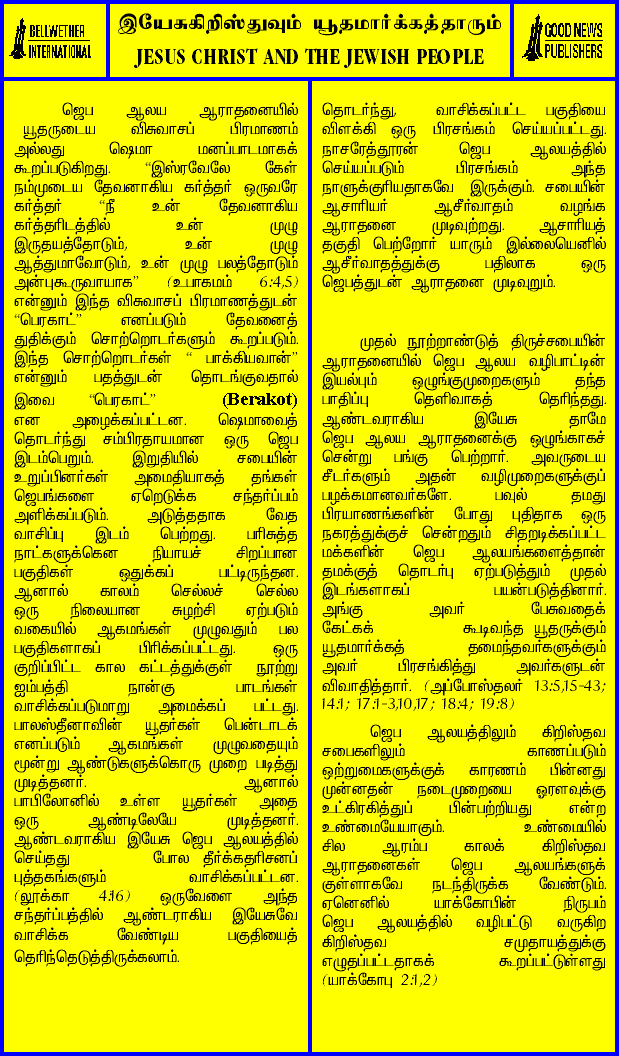 BELLWETHER
INTERNATIONAL
இயேசுகிறிஸ்துவும் யூதமார்க்கத்தாரும்
JESUS CHRIST AND THE JEWISH PEOPLE
GOOD NEWS
PUBLISHERS
ஜெப ஆலய ஆராதனையில்
யூதருடைய விசுவாசப் பிரமாணம்
அல்லது ஷெமா மனப்பாடமாகக்
கூறப்படுகிறது. “இஸ்ரவேலே கேள்
நம்முடைய தேவனாகிய கர்த்தர் ஒருவரே
கர்த்தர் “நீ உன் தேவனாகிய
கர்த்தரிடத்தில் உன் முழு
இருதயத்தோடும், உன் முழு
ஆத்துமாவோடும், உன் முழு பலத்தோடும்
அன்புகூருவாயாக” (உபாகமம் 6:4,5)
என்னும் இந்த விசுவாசப் பிரமாணத்துடன்
“பெரகாட்” எனப்படும் தேவனைத்
துதிக்கும் சொற்றொடர்களும் கூறப்படும்.
இந்த சொற்றொடர்கள் “ பாக்கியவான்”
என்னும் பதத்துடன் தொடங்குவதால்
இவை “பெரகாட்” (Berakot)
என அழைக்கப்பட்டன. ஷெமாவைத்
தொடர்ந்து சம்பிரதாயமான ஒரு ஜெப
இடம்பெறும். இறுதியில் சபையின்
உறுப்பினர்கள் அமைதியாகத் தங்கள்
ஜெபங்களை ஏறெடுக்க சந்தர்ப்பம்
அளிக்கப்படும். அடுத்ததாக வேத
வாசிப்பு இடம் பெற்றது. பரிசுத்த
நாட்களுக்கென நியாயச் சிறப்பான
பகுதிகள் ஒதுக்கப் பட்டிருந்தன.
ஆனால் காலம் செல்லச் செல்ல
ஒரு நிலையான சுழற்சி ஏற்படும்
வகையில் ஆகமங்கள் முழுவதும் பல
பகுதிகளாகப் பிரிக்கப்பட்டது. ஒரு
குறிப்பிட்ட கால கட்டத்துக்குள் நூற்று
ஐம்பத்தி நான்கு பாடங்கள்
வாசிக்கப்படுமாறு அமைக்கப் பட்டது.
பாலஸ்தீனாவின் யூதர்கள் பென்டாடக்
எனப்படும் ஆகமங்கள் முழுவதையும்
மூன்று ஆண்டுகளுக்கொரு முறை படித்து
முடித்தனர். ஆனால்
பாபிலோனில் உள்ள யூதர்கள் அதை
ஒரு ஆண்டிலேயே முடித்தனர்.
ஆண்டவராகிய இயேசு ஜெப ஆலயத்தில்
செய்தது போல தீர்க்கதரிசனப்
புத்தகங்களும் வாசிக்கப்பட்டன.
(லூக்கா 4:16) ஒருவேளை அந்த
சந்தர்ப்பத்தில் ஆண்டராகிய இயேசுவே
வாசிக்க வேண்டிய பகுதியைத்
தெரிந்தெடுத்திருக்கலாம்.
தொடர்ந்து, வாசிக்கப்பட்ட பகுதியை
விளக்கி ஒரு பிரசங்கம் செய்யப்பட்டது.
நாசரேத்தூரன் ஜெப ஆலயத்தில்
செய்யப்படும் பிரசங்கம் அந்த
நாளுக்குரியதாகவே இருக்கும். சபையின்
ஆசாரியர் ஆசீர்வாதம் வழங்க
ஆராதனை முடிவுற்றது. ஆசாரியத்
தகுதி பெற்றோர் யாரும் இல்லையெனில்
ஆசீர்வாதத்துக்கு பதிலாக ஒரு
ஜெபத்துடன் ஆராதனை முடிவுறும்.
முதல் நூரற்றாண்டுத் திருச்சபையின்
ஆராதனையில் ஜெப ஆலய வழிபாட்டின்
இயல்பும் ஒழுங்குமுறைகளும் தந்த
பாதிப்பு தெளிவாகத் தெரிந்தது.
ஆண்டவராகிய இயேசு தாமே
ஜெப ஆலய ஆராதனைக்கு ஒழுங்காகச்
சென்று பங்கு பெற்றார். அவருடைய
சீடர்களும் அதன் வழிமுறைகளுக்குப்
பழக்கமானவர்களே. பவுல் தமது
பிரயாணங்களின் போது புதிதாக ஒரு
நகரத்துக்குச் சென்றதும் சிதறடிக்கப்பட்ட
மக்களின் ஜெப ஆலயங்களைத்தான்
தமக்குத் தொடர்பு ஏற்படுத்தும் முதல்
இடங்களாகப் பயன்படுத்தினார்.
அங்கு அவர் பேசுவதைக்
கேட்கக் கூடிவந்த யூதருக்கும்
யூதமார்க்கத் தமைந்தவர்களுக்கும்
அவர் பிரசங்கித்து அவர்களுடன்
விவாதித்தார். (அப்போஸ்தலர் 13:5,15-43;
14:1; 17:1-3,10,17; 18:4; 19:8)
ஜெப ஆலயத்திலும் கிறிஸ்தவ
சபைகளிலும் காணப்படும்
ஒற்றுமைகளுக்குக் காரணம் பின்னது
முன்னதன் நடைமுறையை ஓரளவுக்கு
உட்கிரகித்துப் பின்பற்றியது என்ற
உண்மையேயாகும். உண்மையில்
சில ஆரம்ப காலக் கிறிஸ்தவ
ஆராதனைகள் ஜெப ஆலயங்களுக்
குள்ளாகவே நடந்திருக்க வேண்டும்.
ஏனெனில் யாக்கோபின் நிருபம்
ஜெப ஆலயத்தில் வழிபட்டு வருகிற
கிறிஸ்தவ சமுதாயத்துக்கு
எழுதப்பட்டதாகக் கூறப்பட்டுள்ளது
(யாக்கோபு 2:1,2)